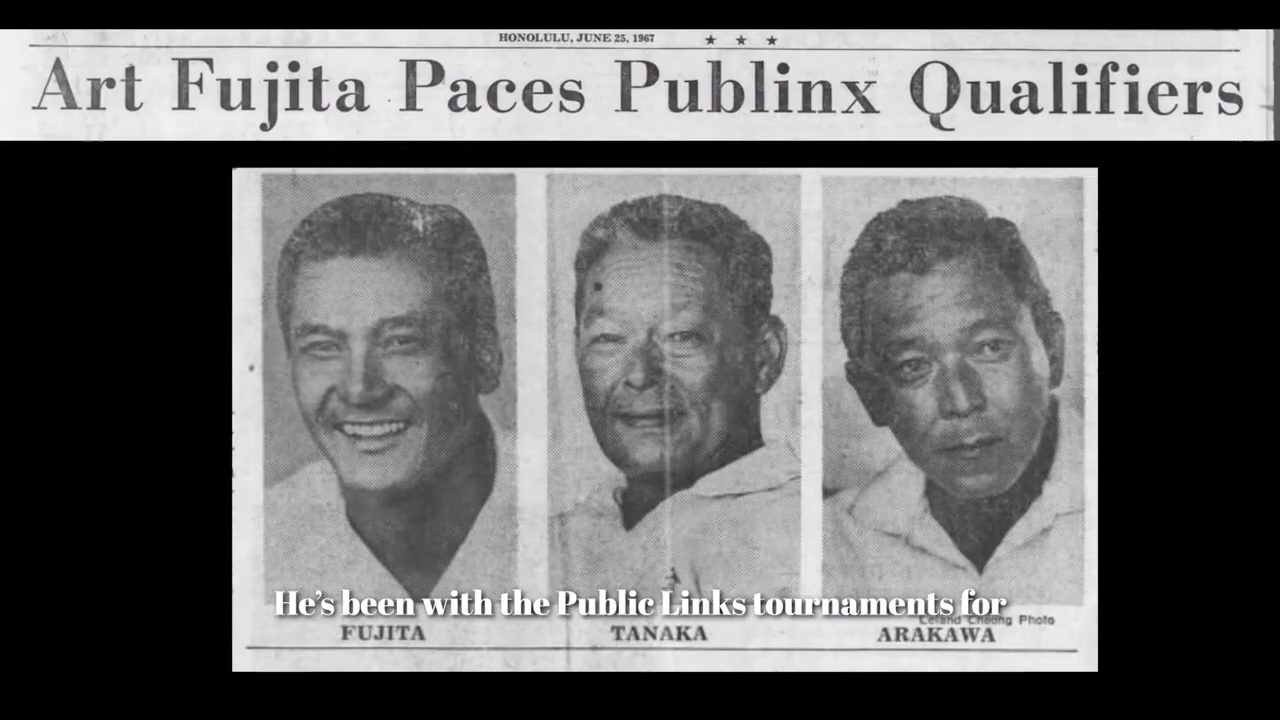 HONOLULU, JUNE 25, 1967 ★ ★ ★
Art Fujita Paces Publinx Qualifiers
He's been with the Public Links tournaments for
Leland Cheong Photo
FUJITA TANAKA ARAKAWA